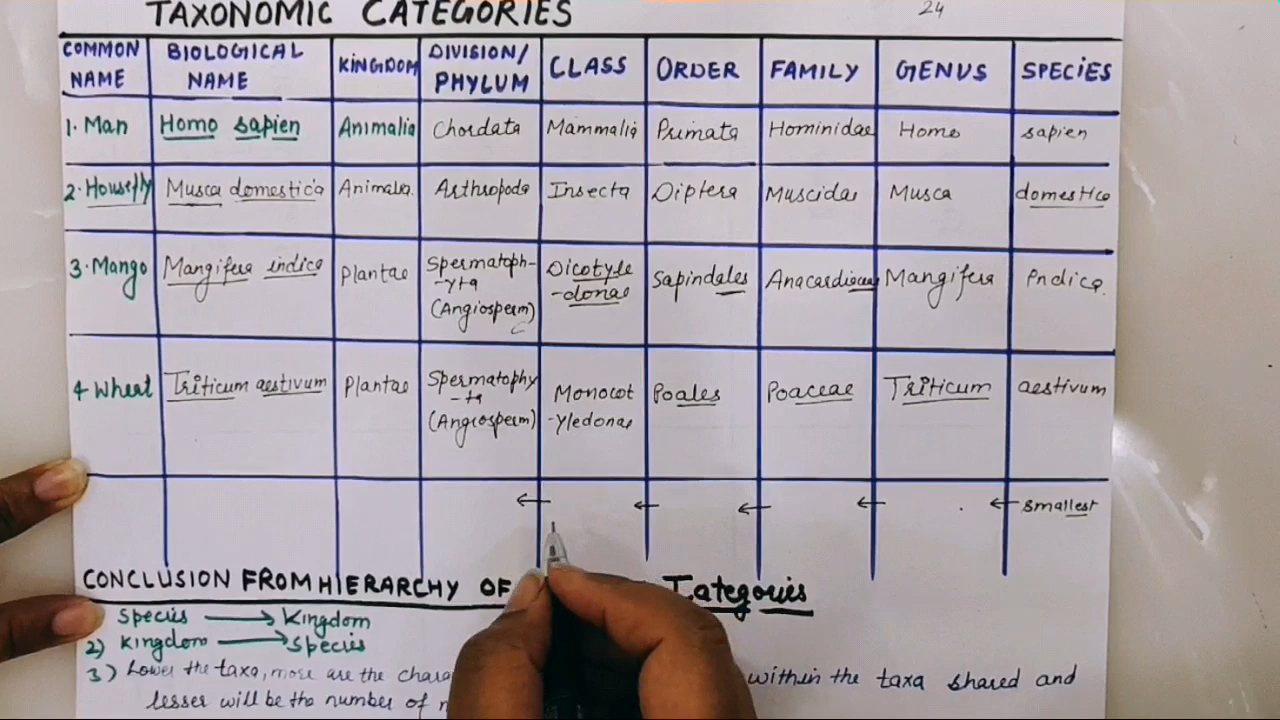 TAXONOMIC CATEGORIES 24
COMMON NAME BIOLOGICAL NAME KINGDOM DIVISION/ PHYLUM CLASS ORDER FAMILY GENUS SPECIES
1. Man Homo sapien Animalia Chordata Mammalia Primata Hominidae Homo sapien
2. Housefly Musca domestica Animalia. Arthropoda Insecta Diptera Muscidae Musca domestica
3. Mango Mangifera indica Plantae Spermatoph-
-yta
(Angiosperm) Dicotyle
-donae Sapindales Anacardiaceae Mangifera Indica.
4 Wheat Triticum aestivum Plantae Spermatophy
-ta
(Angiosperm) Monocot
-yledonae Poales Poaceae Triticum aestivum
← ← ← ← ← smallest
CONCLUSION FROM HIERARCHY OF Categories
Species → Kingdom
2) Kingdom → Species
3) Lower the taxa, more are the within the taxa shared and
lesser will be the number of